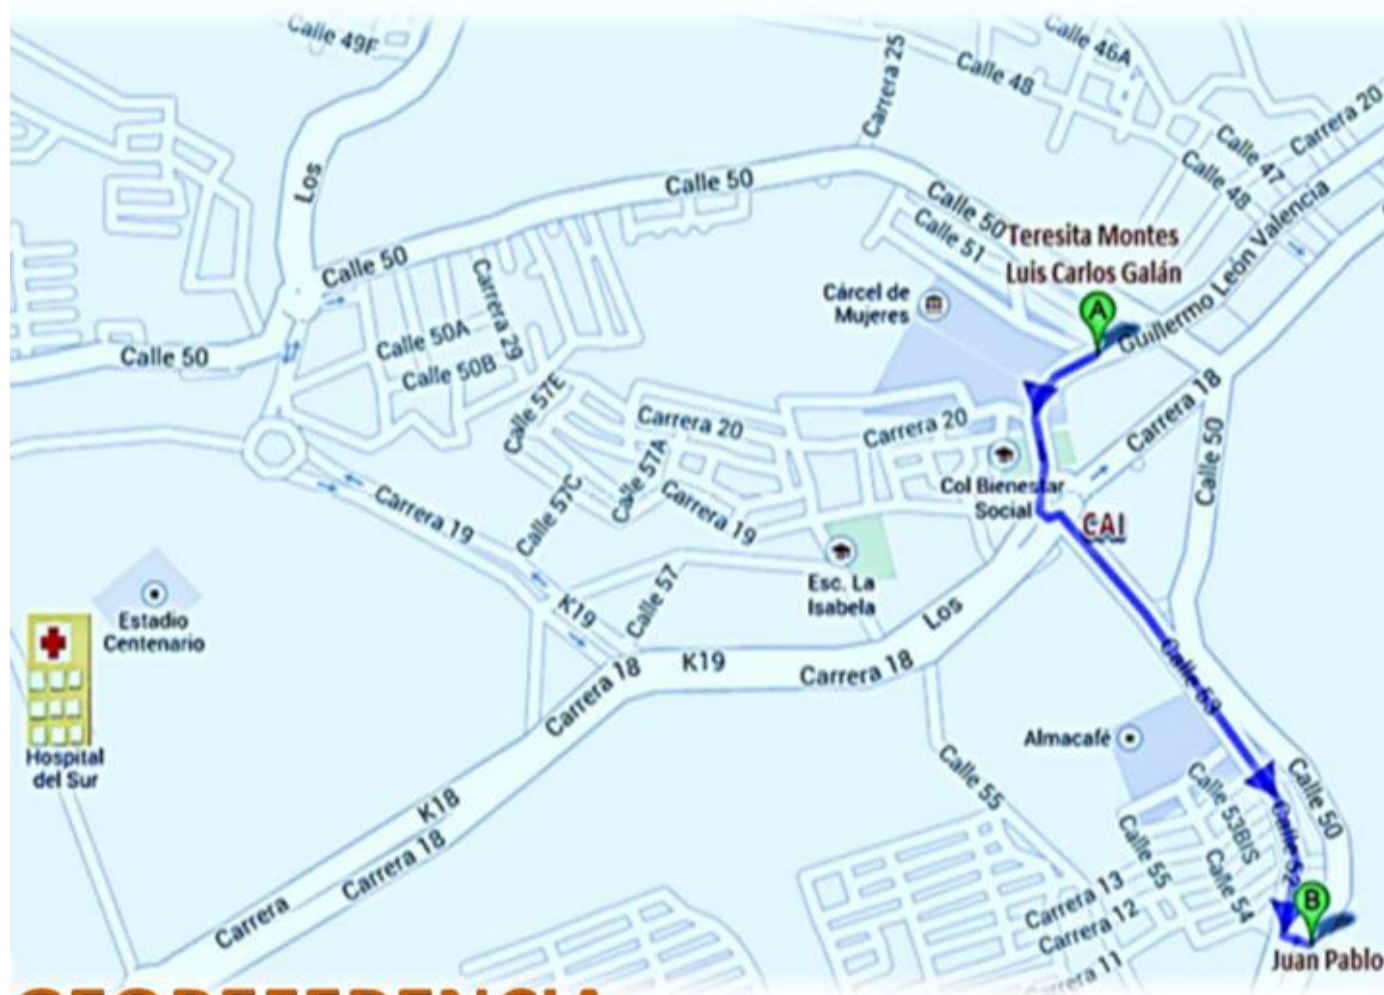 Calle 49F
Calle 46A
Carrera 25
Calle 48
Carrera 20
Calle 47
Calle 48
Los
Calle 50
Calle 50
Calle 51
Teresita Montes
Luis Carlos Galán
Guillermo León Valencia
Calle 50
Carrera 29
Cárcel de
Mujeres
A
Calle 50A
Calle 50
Calle 50B
Calle 57E
Carrera 18
Carrera 20
Carrera 20
Calle 50
Calle 57A
Col Bienestar
Social
Calle 57C
Carrera 19
Carrera 19
CAI
Esc. La
Isabela
Calle 57
K19
Los
Estadio
Centenario
K19
Carrera 18
Carrera 18
Calle 53
Almacafé
Hospital
del Sur
Calle 55
Calle 50
K18
Calle 53BIS
Carrera 18
Calle 55
Calle 54
Carrera 13
B
Carrera
Carrera 12
Juan Pablo
Carrera 11